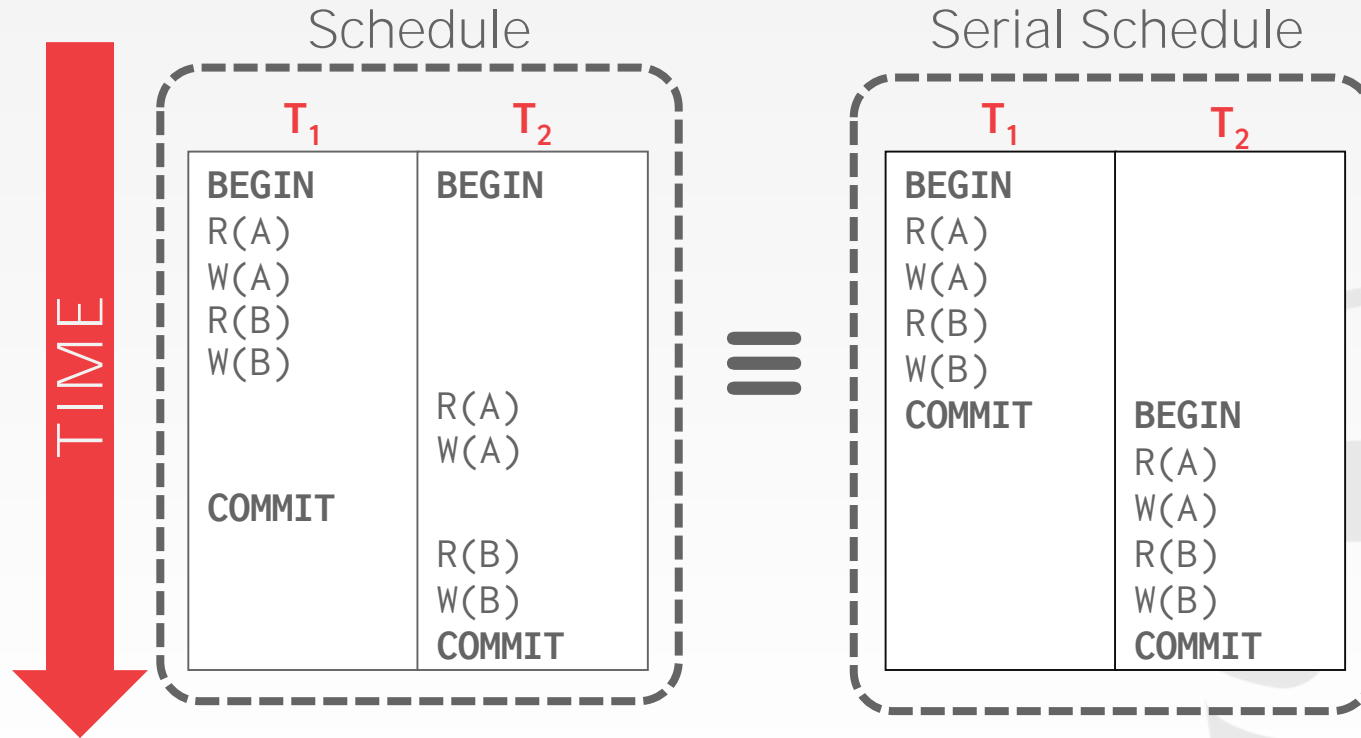 Schedule
Serial Schedule
TIME
T1 T2
BEGIN BEGIN
R(A)
W(A)
R(B)
W(B)
R(A)
W(A)
COMMIT
R(B)
W(B)
COMMIT
≡
T1 T2
BEGIN
R(A)
W(A)
R(B)
W(B)
COMMIT BEGIN
R(A)
W(A)
R(B)
W(B)
COMMIT